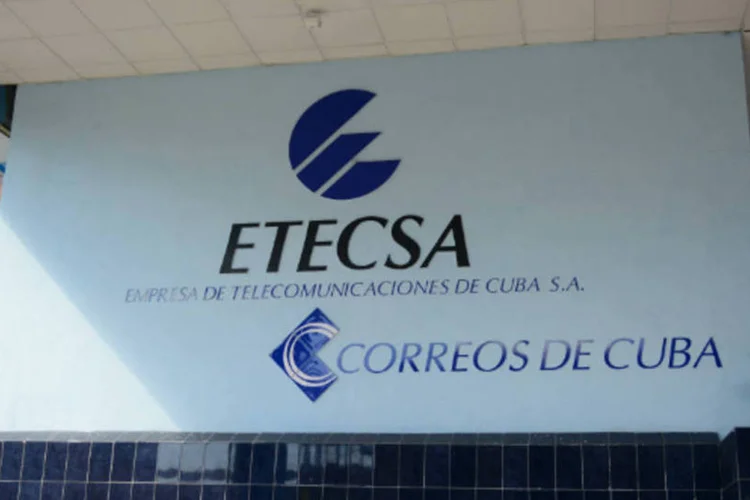 ETECSA
EMPRESA DE TELECOMUNICACIONES DE CUBA S.A.
CORREOS DE CUBA